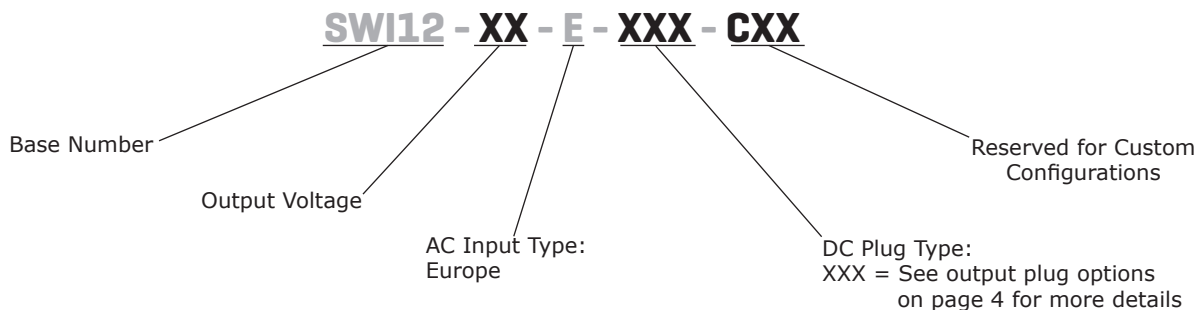 SWI12 - XX - E - XXX - CXX
Base Number
Output Voltage
AC Input Type:
Europe
DC Plug Type:
XXX = See output plug options
on page 4 for more details
Reserved for Custom
Configurations